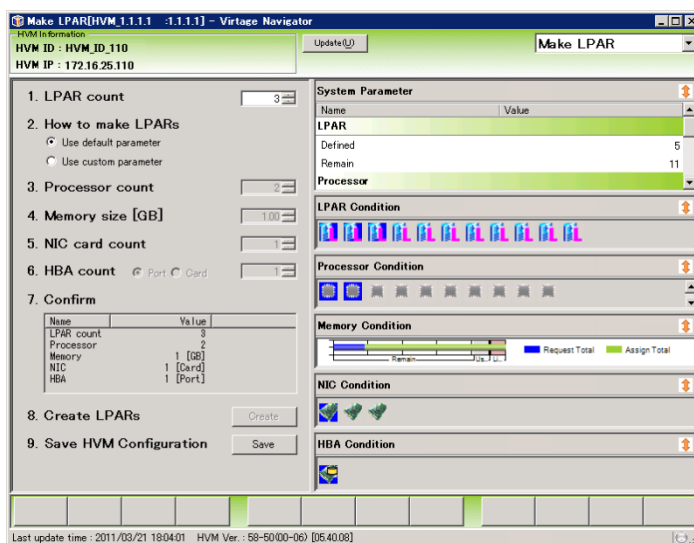 Make LPAR[HVM_1.1.1.1 :1.1.1.1] - Virtage Navigator
HVM Information
HVM ID : HVM_ID_110
HVM IP : 172.16.25.110
Update(U)
Make LPAR
1. LPAR count
3
2. How to make LPARs
Use default parameter
Use custom parameter
3. Processor count
2
4. Memory size [GB]
1.00
5. NIC card count
1
6. HBA count
Port
Card
1
7. Confirm
Name Value
LPAR count 3
Processor 2
Memory 1 [GB]
NIC 1 [Card]
HBA 1 [Port]
8. Create LPARs
Create
9. Save HVM Configuration
Save
System Parameter
Name Value
LPAR
Defined 5
Remain 11
Processor
LPAR Condition
Processor Condition
Memory Condition
Remain
Us..
Li..
Request Total
Assign Total
NIC Condition
HBA Condition
Last update time : 2011/03/21 18:04:01 HVM Ver. : 58-50(00-06) [05.40.08]